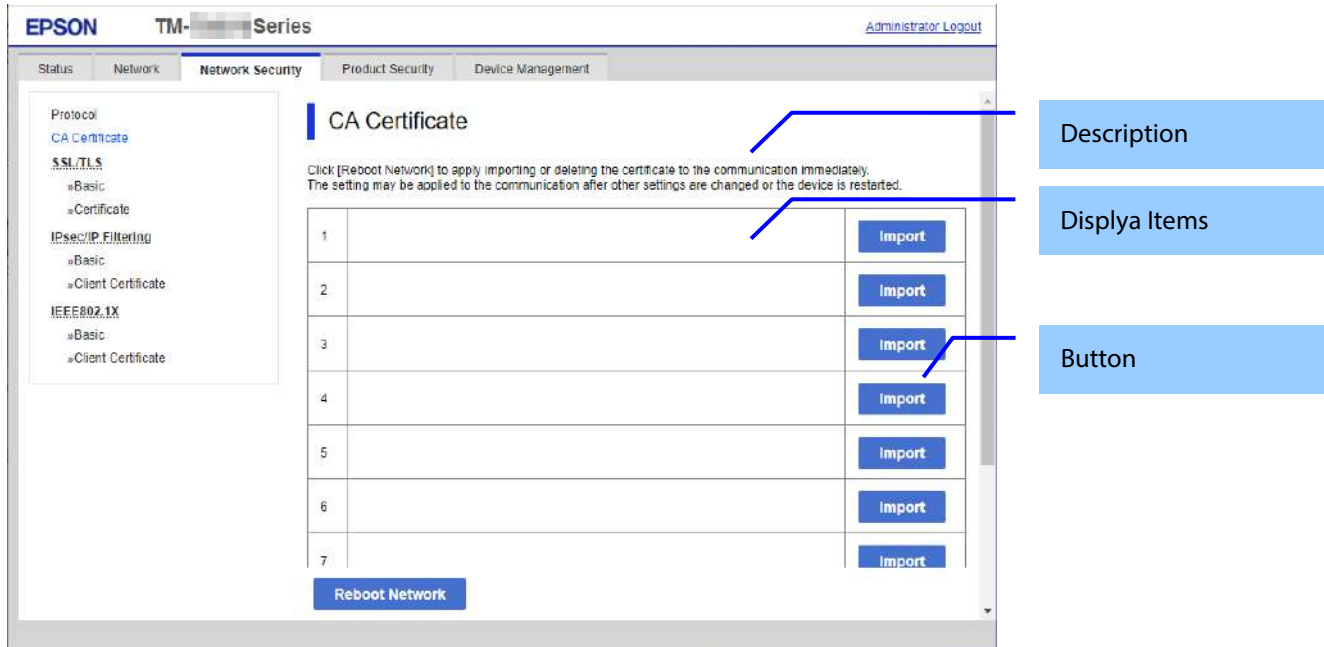 EPSON TM- Series
Administrator Logout
Status Network Network Security Product Security Device Management
Protocol
CA Certificate
SSL/TLS
»Basic
»Certificate
IPsec/IP Filtering
»Basic
»Client Certificate
IEEE802.1X
»Basic
»Client Certificate
CA Certificate
Click [Reboot Network] to apply importing or deleting the certificate to the communication immediately.
The setting may be applied to the communication after other settings are changed or the device is restarted.
1 Import
2 Import
3 Import
4 Import
5 Import
6 Import
7 Import
Reboot Network
Description
Displya Items
Button